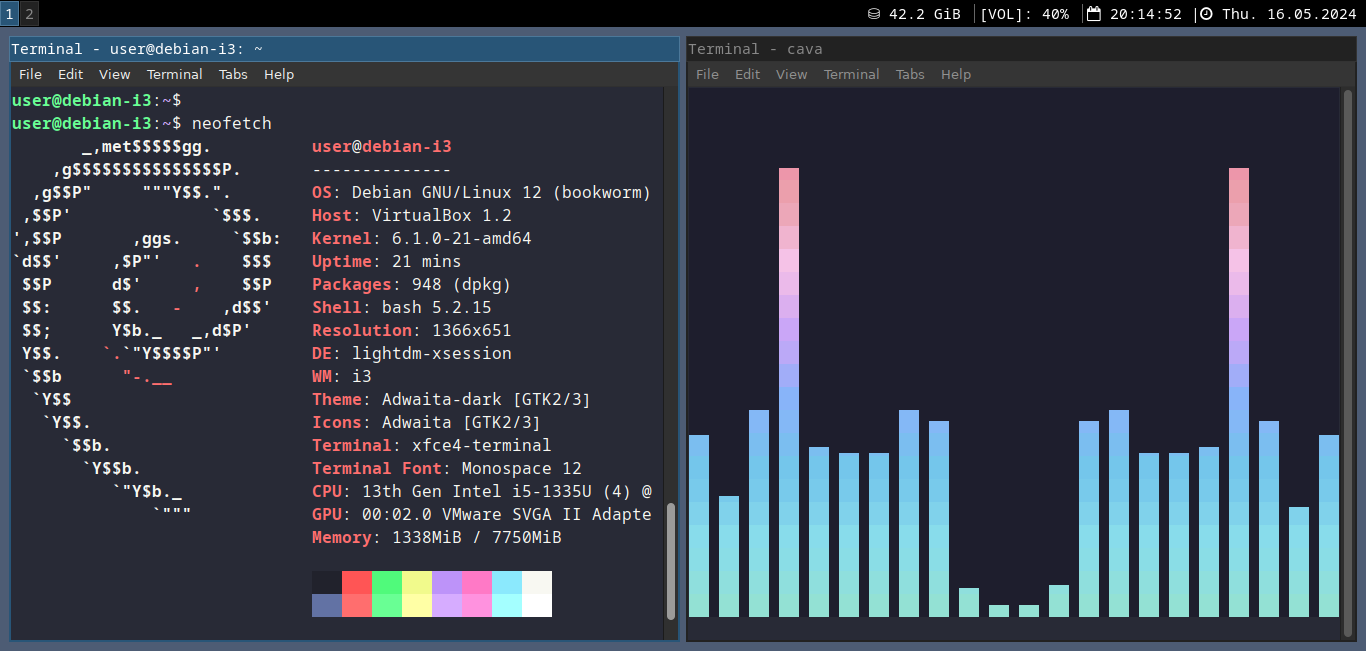 1 2 42.2 GiB |[VOL]: 40% | 20:14:52 | Thu. 16.05.2024
Terminal - user@debian-i3: ~
File Edit View Terminal Tabs Help
user@debian-i3:~$
user@debian-i3:~$ neofetch
       _,met$$$$$gg.          user@debian-i3
    ,g$$$$$$$$$$$$$$$P.       --------------
  ,g$$P"     """Y$$.".        OS: Debian GNU/Linux 12 (bookworm)
 ,$$P'              `$$$.     Host: VirtualBox 1.2
',$$P       ,ggs.     `$$b:   Kernel: 6.1.0-21-amd64
`d$$'     ,$P"'   .    $$$    Uptime: 21 mins
 $$P      d$'     ,    $$P    Packages: 948 (dpkg)
 $$:      $$.   -    ,d$$'    Shell: bash 5.2.15
 $$;      Y$b._   _,d$P'      Resolution: 1366x651
 Y$$.    `.`"Y$$$$P"'         DE: lightdm-xsession
 `$$b      "-.__              WM: i3
  `Y$$                        Theme: Adwaita-dark [GTK2/3]
   `Y$$.                      Icons: Adwaita [GTK2/3]
     `$$b.                    Terminal: xfce4-terminal
       `Y$$b.                 Terminal Font: Monospace 12
          `"Y$b._             CPU: 13th Gen Intel i5-1335U (4) @
              `"""            GPU: 00:02.0 VMware SVGA II Adapte
                              Memory: 1338MiB / 7750MiB
Terminal - cava
File Edit View Terminal Tabs Help